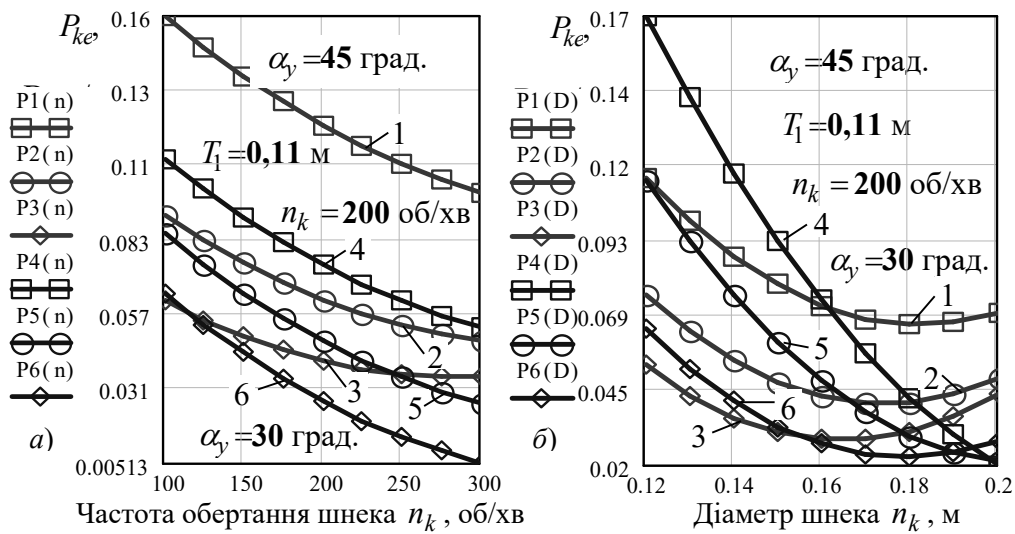 P_ke,
0.16
0.13
0.11
0.083
0.057
0.031
0.00513
P1(n)
P2(n)
P3(n)
P4(n)
P5(n)
P6(n)
α_y =45 град.
T_1=0,11 м
n_k = 200 об/хв
α_y =30 град.
1
4
2
3
5
6
а)
100
150
200
250
300
Частота обертання шнека n_k , об/хв
P_ke,
0.17
0.14
0.12
0.093
0.069
0.045
0.02
P1(D)
P2(D)
P3(D)
P4(D)
P5(D)
P6(D)
α_y =45 град.
T_1=0,11 м
n_k = 200 об/хв
α_y =30 град.
4
1
5
2
6
3
б)
0.12
0.14
0.16
0.18
0.2
Діаметр шнека n_k , м